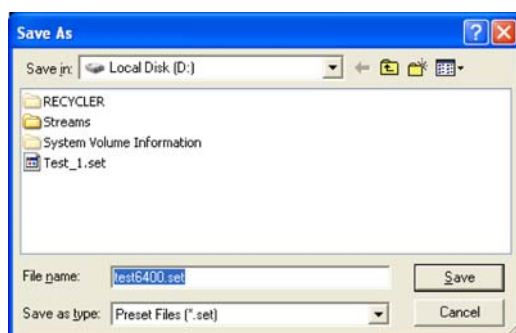 Save As
Save in: Local Disk (D:)
RECYCLER
Streams
System Volume Information
Test_1.set
File name: test6400.set Save
Save as type: Preset Files (*.set) Cancel